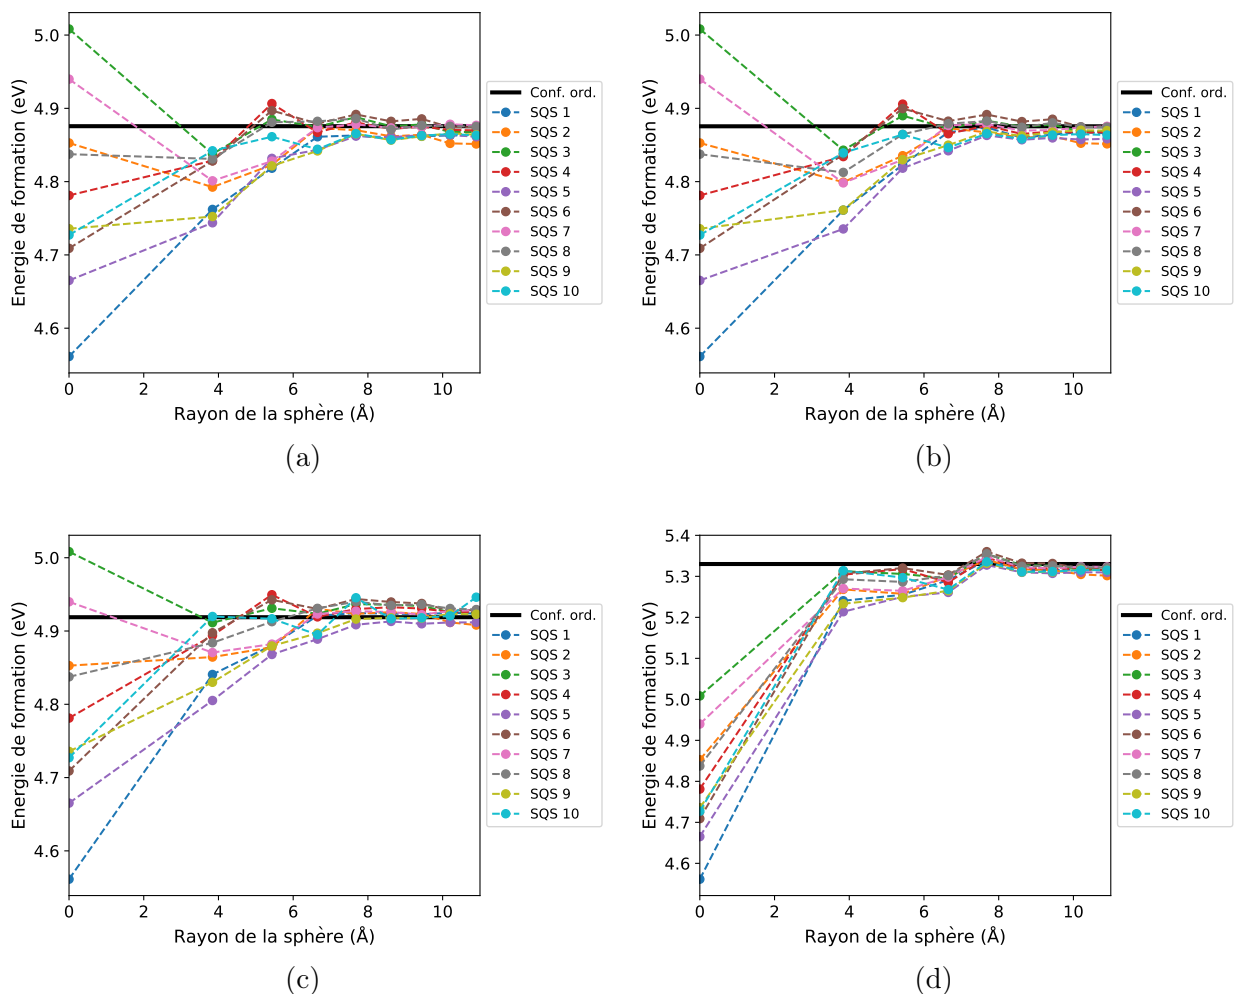 5.0
4.9
4.8
4.7
4.6
Energie de formation (eV)
0 2 4 6 8 10
Rayon de la sphère (Å)
Conf. ord.
SQS 1
SQS 2
SQS 3
SQS 4
SQS 5
SQS 6
SQS 7
SQS 8
SQS 9
SQS 10
(a)
5.0
4.9
4.8
4.7
4.6
Energie de formation (eV)
0 2 4 6 8 10
Rayon de la sphère (Å)
Conf. ord.
SQS 1
SQS 2
SQS 3
SQS 4
SQS 5
SQS 6
SQS 7
SQS 8
SQS 9
SQS 10
(b)
5.0
4.9
4.8
4.7
4.6
Energie de formation (eV)
0 2 4 6 8 10
Rayon de la sphère (Å)
Conf. ord.
SQS 1
SQS 2
SQS 3
SQS 4
SQS 5
SQS 6
SQS 7
SQS 8
SQS 9
SQS 10
(c)
5.4
5.3
5.2
5.1
5.0
4.9
4.8
4.7
4.6
Energie de formation (eV)
0 2 4 6 8 10
Rayon de la sphère (Å)
Conf. ord.
SQS 1
SQS 2
SQS 3
SQS 4
SQS 5
SQS 6
SQS 7
SQS 8
SQS 9
SQS 10
(d)